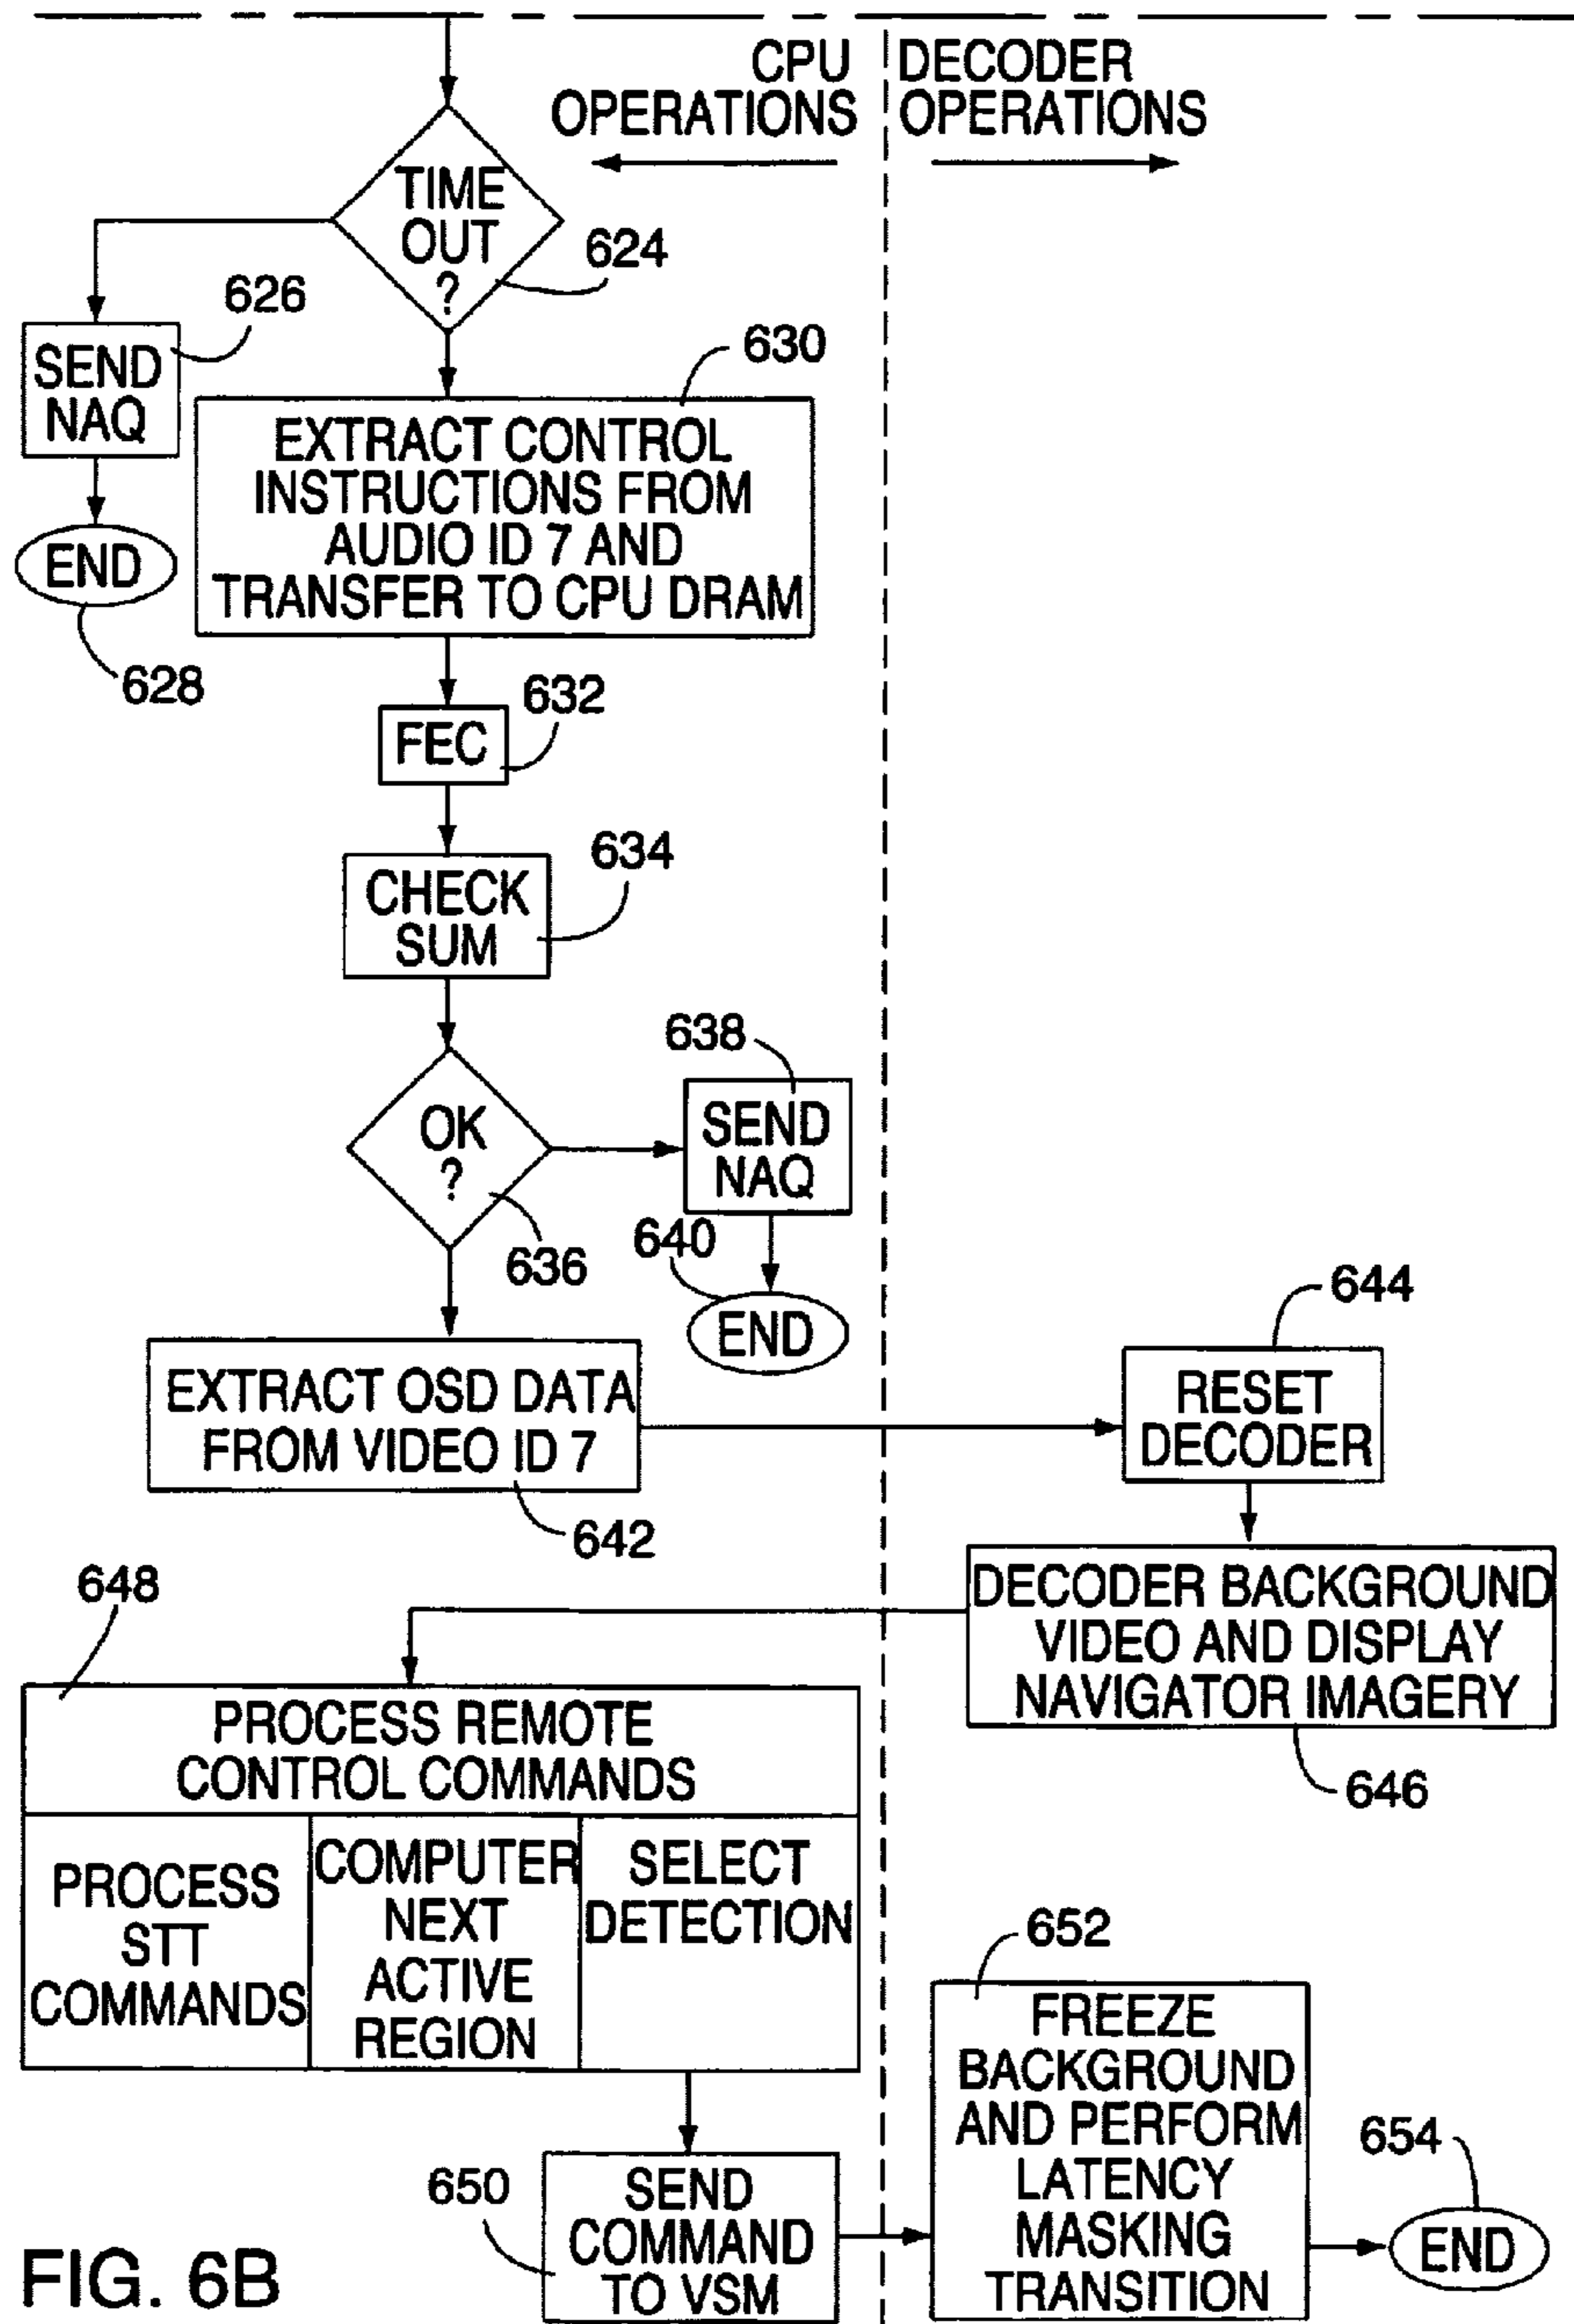 CPU
OPERATIONS
DECODER
OPERATIONS
TIME
OUT
?
624
626
SEND
NAQ
END
628
630
EXTRACT CONTROL
INSTRUCTIONS FROM
AUDIO ID 7 AND
TRANSFER TO CPU DRAM
632
FEC
634
CHECK
SUM
OK
?
636
638
SEND
NAQ
640
END
EXTRACT OSD DATA
FROM VIDEO ID 7
642
644
RESET
DECODER
DECODER BACKGROUND
VIDEO AND DISPLAY
NAVIGATOR IMAGERY
646
648
PROCESS REMOTE
CONTROL COMMANDS
PROCESS
STT
COMMANDS
COMPUTER
NEXT
ACTIVE
REGION
SELECT
DETECTION
650
SEND
COMMAND
TO VSM
652
FREEZE
BACKGROUND
AND PERFORM
LATENCY
MASKING
TRANSITION
654
END
FIG. 6B